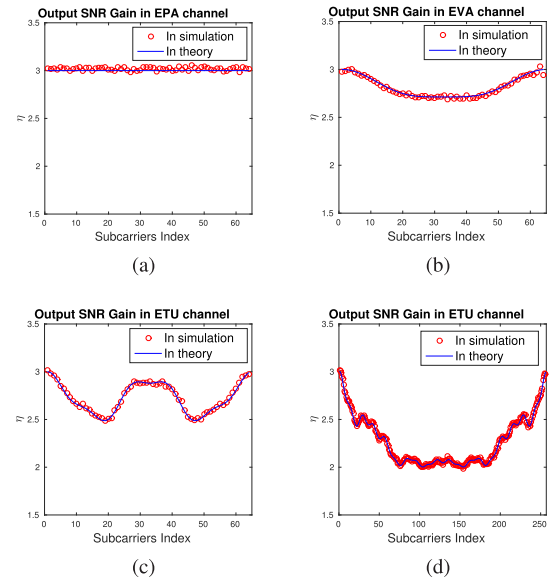 Output SNR Gain in EPA channel
3.5
3
2.5
2
1.5
η
In simulation
In theory
0 10 20 30 40 50 60
Subcarriers Index
(a)
Output SNR Gain in EVA channel
3.5
3
2.5
2
1.5
η
In simulation
In theory
0 10 20 30 40 50 60
Subcarriers Index
(b)
Output SNR Gain in ETU channel
3.5
3
2.5
2
1.5
η
In simulation
In theory
0 10 20 30 40 50 60
Subcarriers Index
(c)
Output SNR Gain in ETU channel
3.5
3
2.5
2
1.5
η
In simulation
In theory
0 50 100 150 200 250
Subcarriers Index
(d)